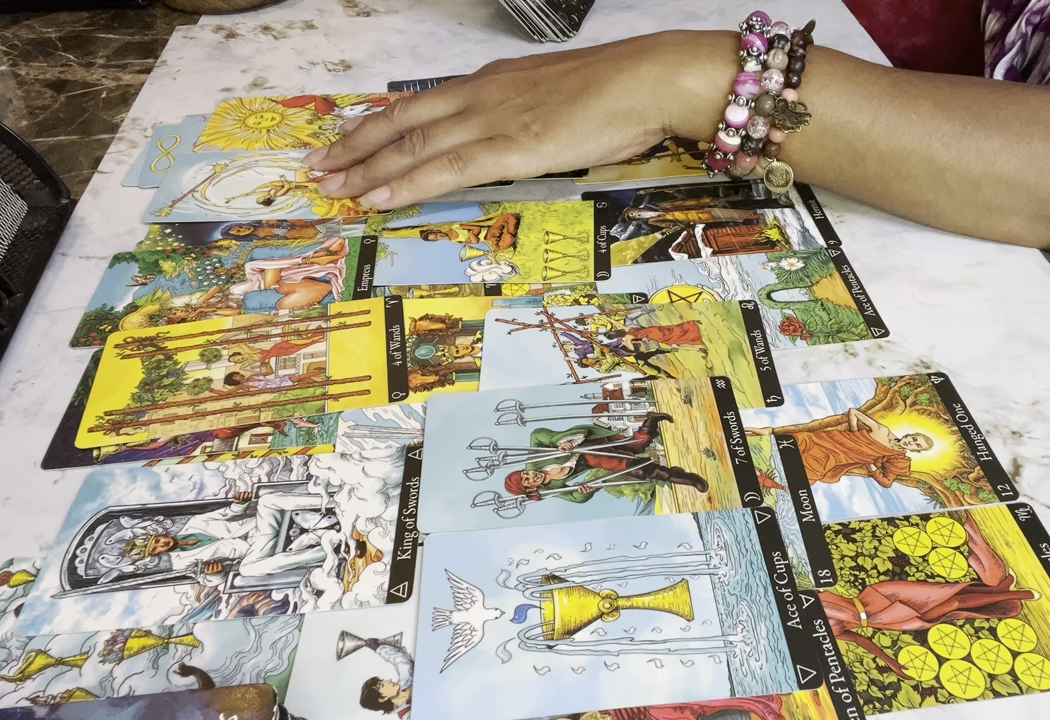 Hermit
9
4 of Cups
Empress
Ace of Pentacles
4 of Wands
5 of Wands
7 of Swords
Hanged One
12
King of Swords
Moon
18
Ace of Cups
of Pentacles